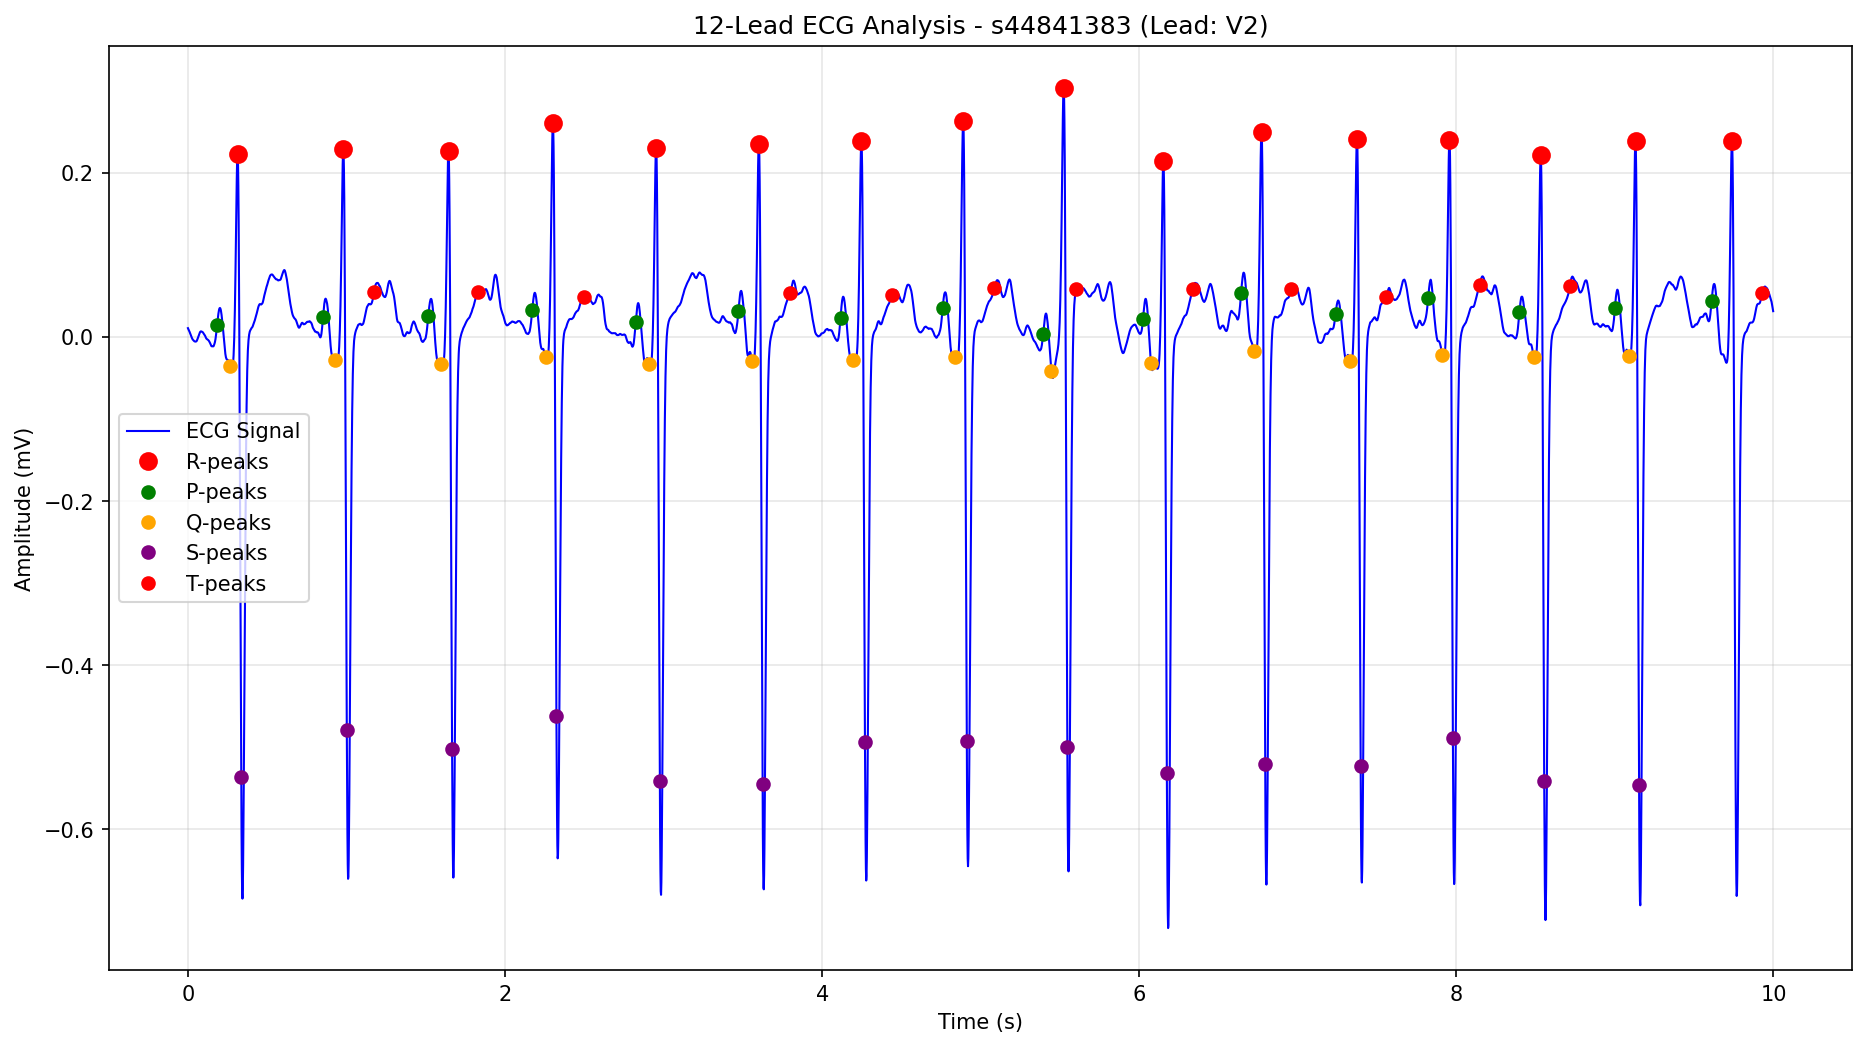 12-Lead ECG Analysis - s44841383 (Lead: V2)
Amplitude (mV)
0.2
0.0
−0.2
−0.4
−0.6
ECG Signal
R-peaks
P-peaks
Q-peaks
S-peaks
T-peaks
0 2 4 6 8 10
Time (s)